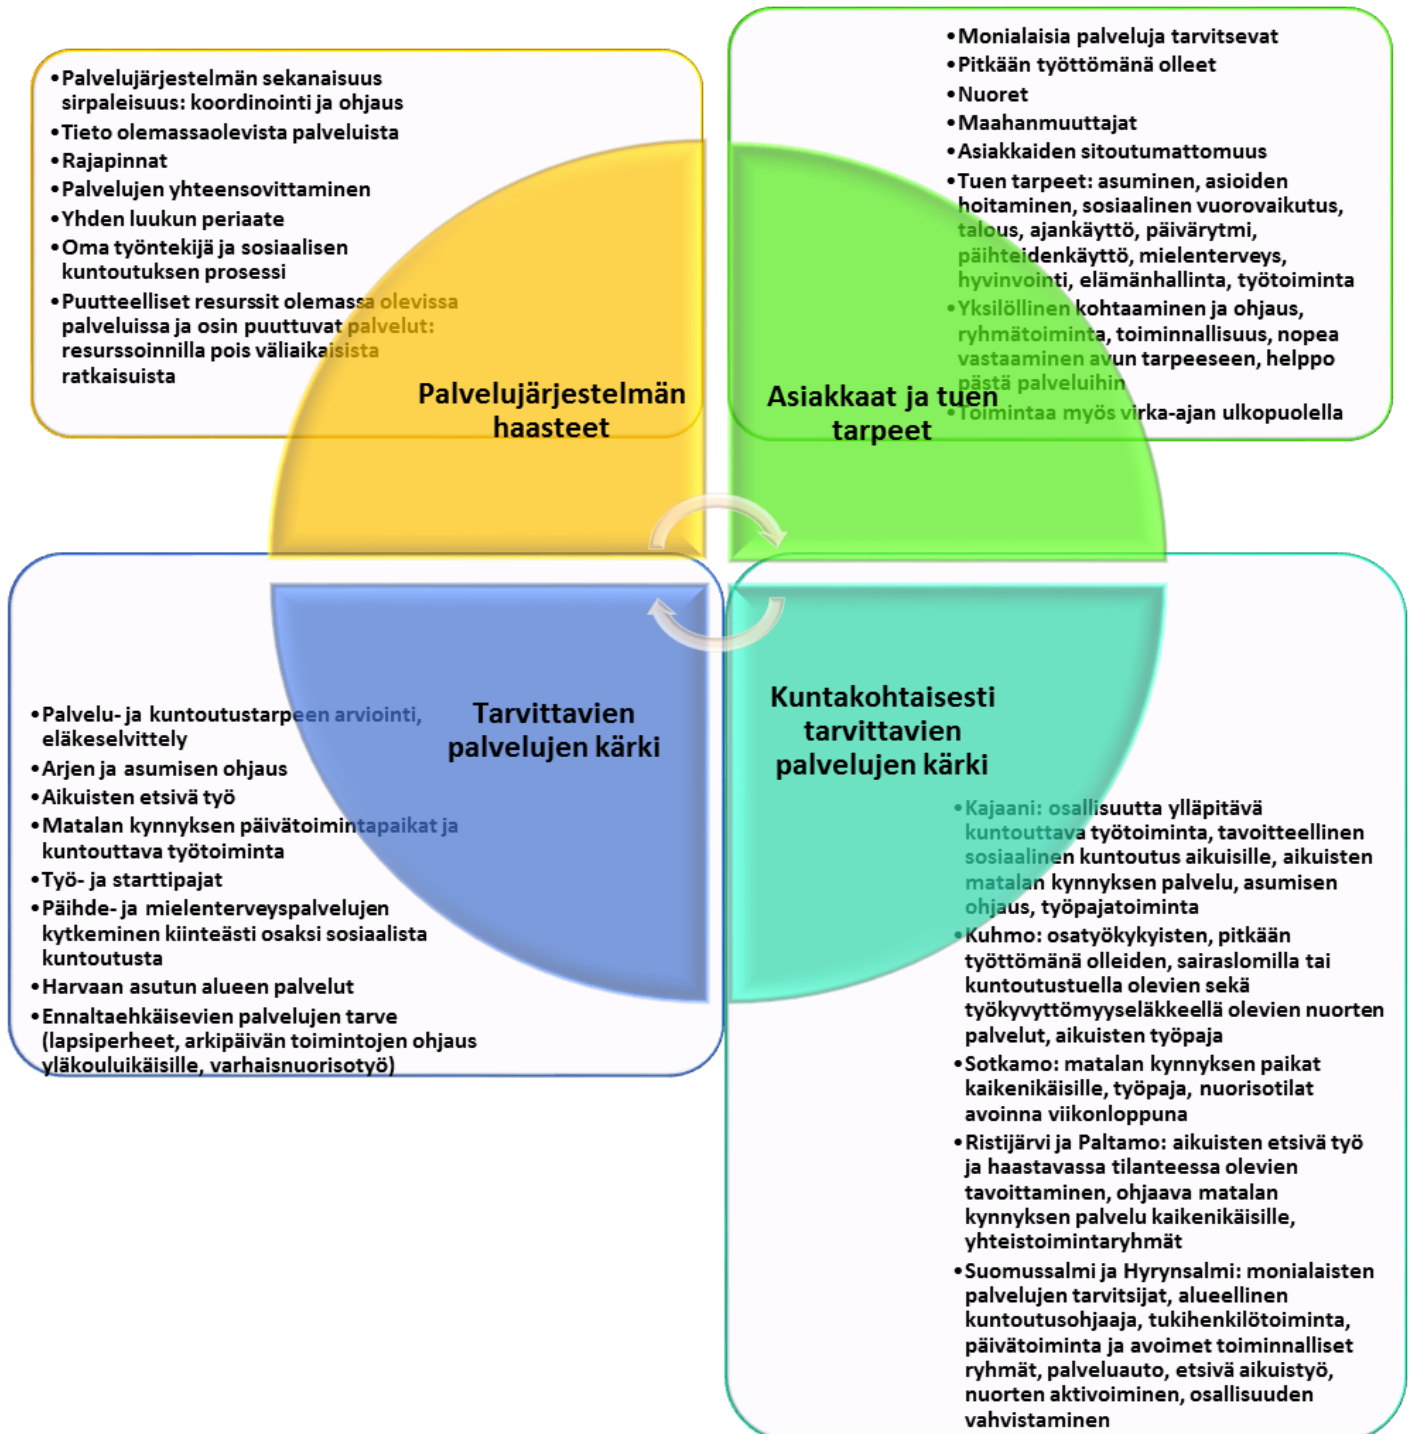 •Palvelujärjestelmän sekanaisuus
sirpaleisuus: koordinointi ja ohjaus
•Tieto olemassaolevista palveluista
•Rajapinnat
•Palvelujen yhteensovittaminen
•Yhden luukun periaate
•Oma työntekijä ja sosiaalisen
kuntoutuksen prosessi
•Puutteelliset resurssit olemassa olevissa
palveluissa ja osin puuttuvat palvelut:
resurssoinnilla pois väliaikaisista
ratkaisuista
Palvelujärjestelmän
haasteet
•Monialaisia palveluja tarvitsevat
•Pitkään työttömänä olleet
•Nuoret
•Maahanmuuttajat
•Asiakkaiden sitoutumattomuus
•Tuen tarpeet: asuminen, asioiden
hoitaminen, sosiaalinen vuorovaikutus,
talous, ajankäyttö, päivärytmi,
päihteidenkäyttö, mielenterveys,
hyvinvointi, elämänhallinta, työtoiminta
•Yksilöllinen kohtaaminen ja ohjaus,
ryhmätoiminta, toiminnallisuus, nopea
vastaaminen avun tarpeeseen, helppo
pästä palveluihin
•Toimintaa myös virka-ajan ulkopuolella
Asiakkaat ja tuen
tarpeet
Tarvittavien
palvelujen kärki
•Palvelu- ja kuntoutustarpeen arviointi,
eläkeselvittely
•Arjen ja asumisen ohjaus
•Aikuisten etsivä työ
•Matalan kynnyksen päivätoimintapaikat ja
kuntouttava työtoiminta
•Työ- ja starttipajat
•Päihde- ja mielenterveyspalvelujen
kytkeminen kiinteästi osaksi sosiaalista
kuntoutusta
•Harvaan asutun alueen palvelut
•Ennaltaehkäisevien palvelujen tarve
(lapsiperheet, arkipäivän toimintojen ohjaus
yläkouluikäisille, varhaisnuorisotyö)
Kuntakohtaisesti
tarvittavien
palvelujen kärki
•Kajaani: osallisuutta ylläpitävä
kuntouttava työtoiminta, tavoitteellinen
sosiaalinen kuntoutus aikuisille, aikuisten
matalan kynnyksen palvelu, asumisen
ohjaus, työpajatoiminta
•Kuhmo: osatyökykyisten, pitkään
työttömänä olleiden, sairaslomilla tai
kuntoutustuella olevien sekä
työkyvyttömyyseläkkeellä olevien nuorten
palvelut, aikuisten työpaja
•Sotkamo: matalan kynnyksen paikat
kaikenikäisille, työpaja, nuorisotilat
avoinna viikonloppuna
•Ristijärvi ja Paltamo: aikuisten etsivä työ
ja haastavassa tilanteessa olevien
tavoittaminen, ohjaava matalan
kynnyksen palvelu kaikenikäisille,
yhteistoimintaryhmät
•Suomussalmi ja Hyrynsalmi: monialaisten
palvelujen tarvitsijat, alueellinen
kuntoutusohjaaja, tukihenkilötoiminta,
päivätoiminta ja avoimet toiminnalliset
ryhmät, palveluauto, etsivä aikuistyö,
nuorten aktivoiminen, osallisuuden
vahvistaminen